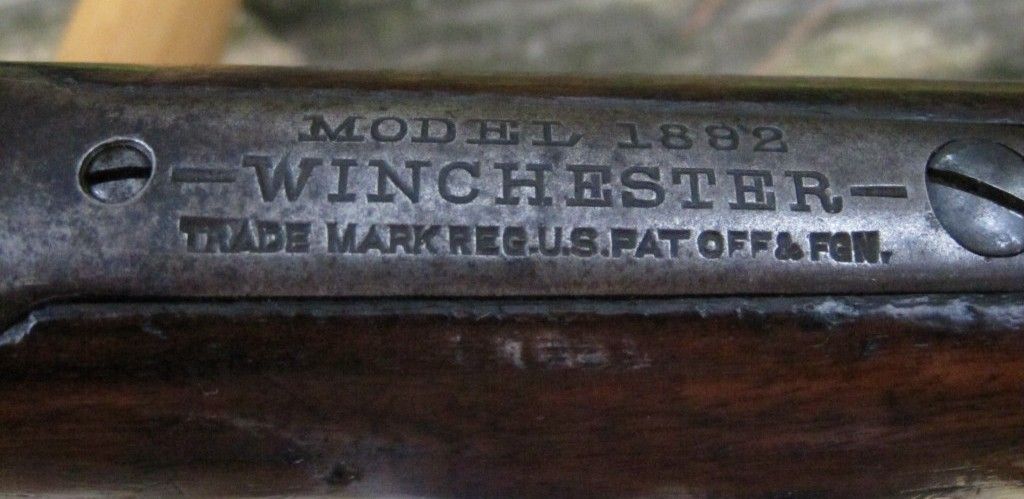 MODEL 1892
—WINCHESTER—
TRADE MARK REG.U.S.PAT OFF & FGN.